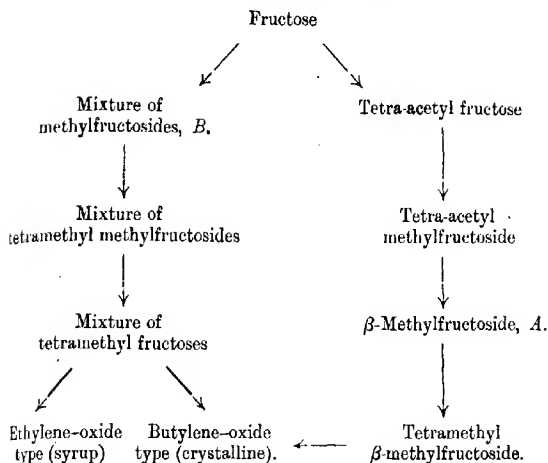 Fructose
Mixture of
methylfructosides, B.
Tetra-acetyl fructose
Mixture of
tetramethyl methylfructosides
Tetra-acetyl
methylfructoside
Mixture of
tetramethyl fructoses
β-Methylfructoside, A.
Ethylene-oxide
type (syrup)
Butylene-oxide
type (crystalline).
Tetramethyl
β-methylfructoside.